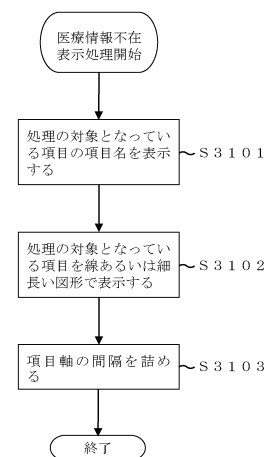 医療情報不在
表示処理開始
処理の対象となってい
る項目の項目名を表示
する
S3101
処理の対象となってい
る項目を線あるいは細
長い図形で表示する
S3102
項目軸の間隔を詰め
る
S3103
終了